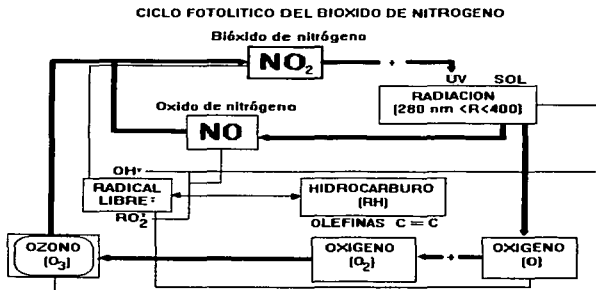 CICLO FOTOLITICO DEL BIOXIDO DE NITROGENO
Bióxido de nitrógeno
NO2
+
UV SOL
RADIACION
(280 nm <R<400)
Oxido de nitrógeno
NO
OH•
RADICAL
LIBRE:
RO2•
HIDROCARBURO
(RH)
OLEFINAS C = C
OZONO
(O3)
OXIGENO
(O2)
+
OXIGENO
(O)